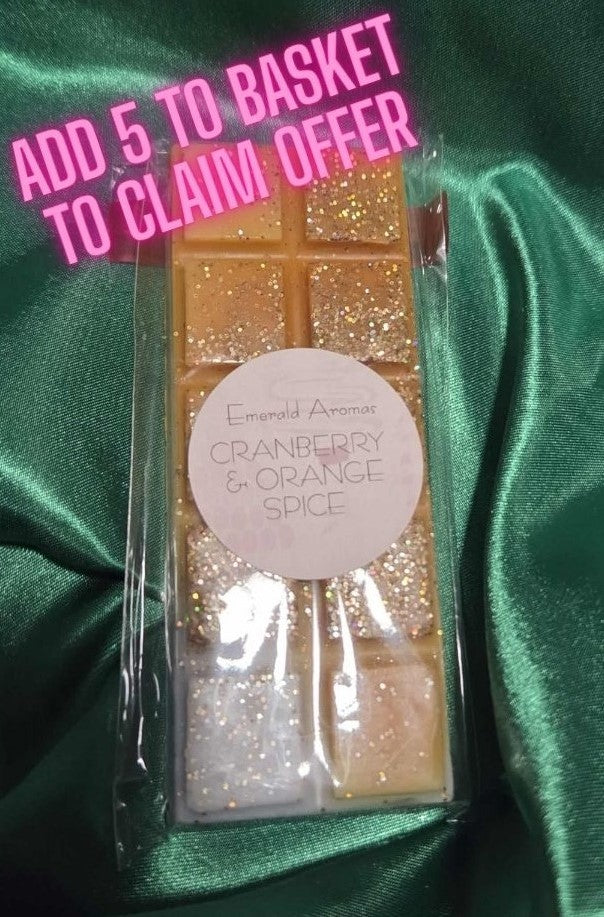 ADD 5 TO BASKET
TO CLAIM OFFER
Emerald Aromas
CRANBERRY
& ORANGE
SPICE